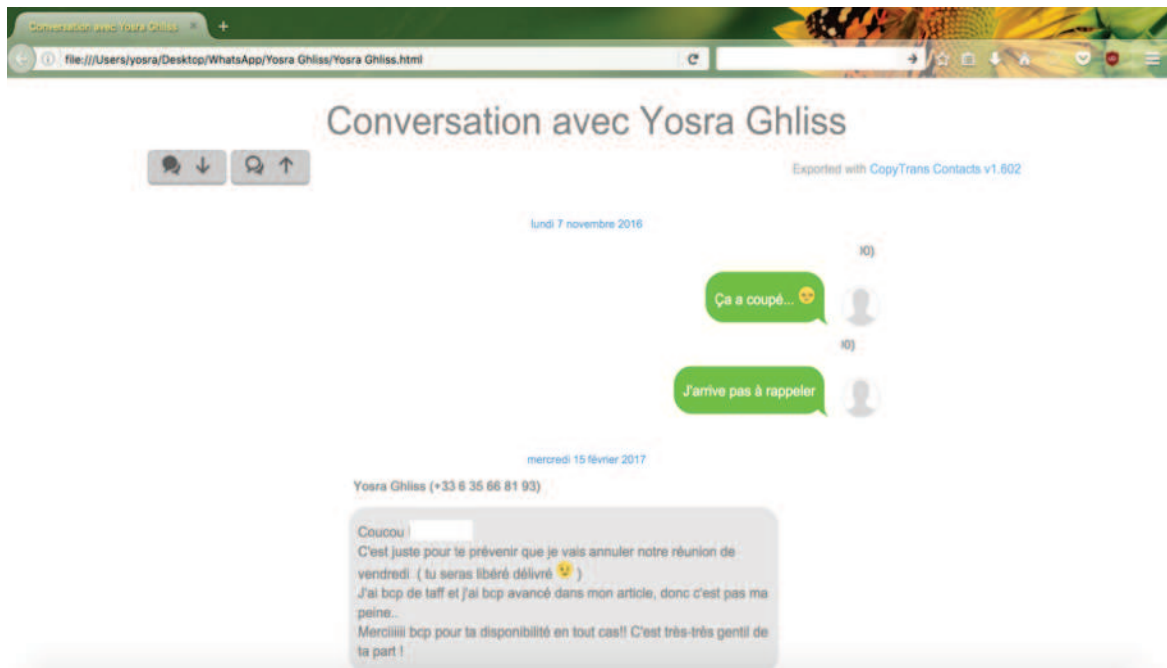 Conversation avec Yosra Ghliss
file:///Users/yosra/Desktop/WhatsApp/Yosra Ghliss/Yosra Ghliss.html
Conversation avec Yosra Ghliss
Exported with CopyTrans Contacts v1.602
lundi 7 novembre 2016
Ça a coupé... 😔
J'arrive pas à rappeler
mercredi 15 février 2017
Yosra Ghliss (+33 6 35 66 81 93)
Coucou
C'est juste pour te prévenir que je vais annuler notre réunion de
vendredi ( tu seras libéré délivré 😉 )
J'ai bcp de taff et j'ai bcp avancé dans mon article, donc c'est pas ma
peine..
Merciiiii bcp pour ta disponibilité en tout cas!! C'est très-très gentil de
ta part !